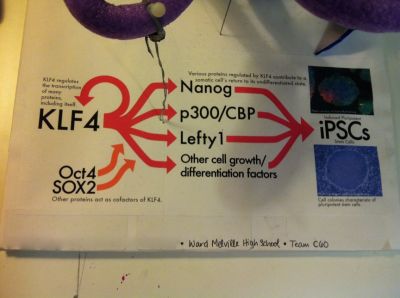 KLF4 regulates
the transcription
of many
proteins,
including itself.
KLF4
Oct4
SOX2
Other proteins act as cofactors of KLF4.
Various proteins regulated by KLF4 contribute to a
somatic cell's return to its undifferentiated state.
Nanog
p300/CBP
Lefty1
Other cell growth/
differentiation factors
Induced Pluripotent
iPSCs
Stem Cells
Cell colonies characteristic of
pluripotent stem cells.
• Ward Melville High School • Team C60